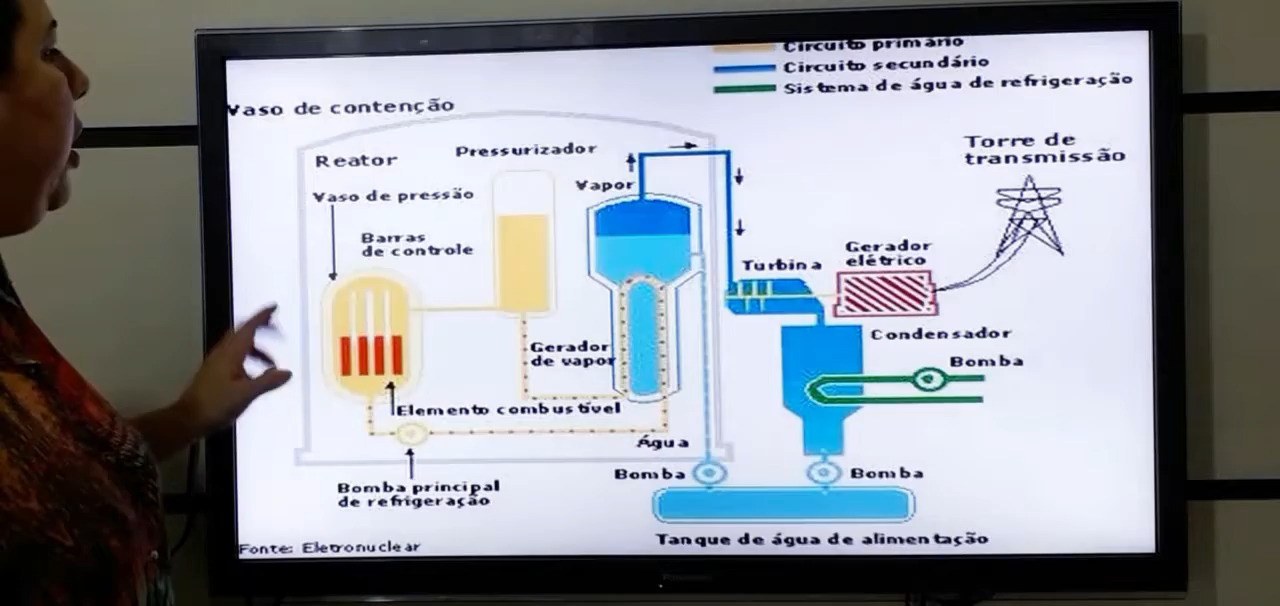 Circuito primário
Circuito secundário
Sistema de água de refrigeração
Vaso de contenção
Torre de
transmissão
Reator
Pressurizador
Vaso de pressão
Vapor
Barras
de controle
Gerador
elétrico
Turbina
Condensador
Gerador
de vapor
Bomba
Elemento combustível
Água
Bomba
Bomba
Bomba principal
de refrigeração
Tanque de água de alimentação
Fonte: Eletronuclear